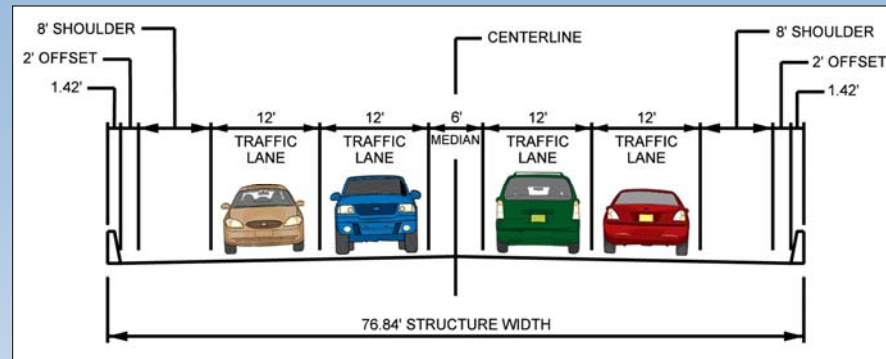 8' SHOULDER
CENTERLINE
8' SHOULDER
2' OFFSET
2' OFFSET
1.42'
1.42'
12'
12'
6'
12'
12'
TRAFFIC
LANE
TRAFFIC
LANE
MEDIAN
TRAFFIC
LANE
TRAFFIC
LANE
76.84' STRUCTURE WIDTH